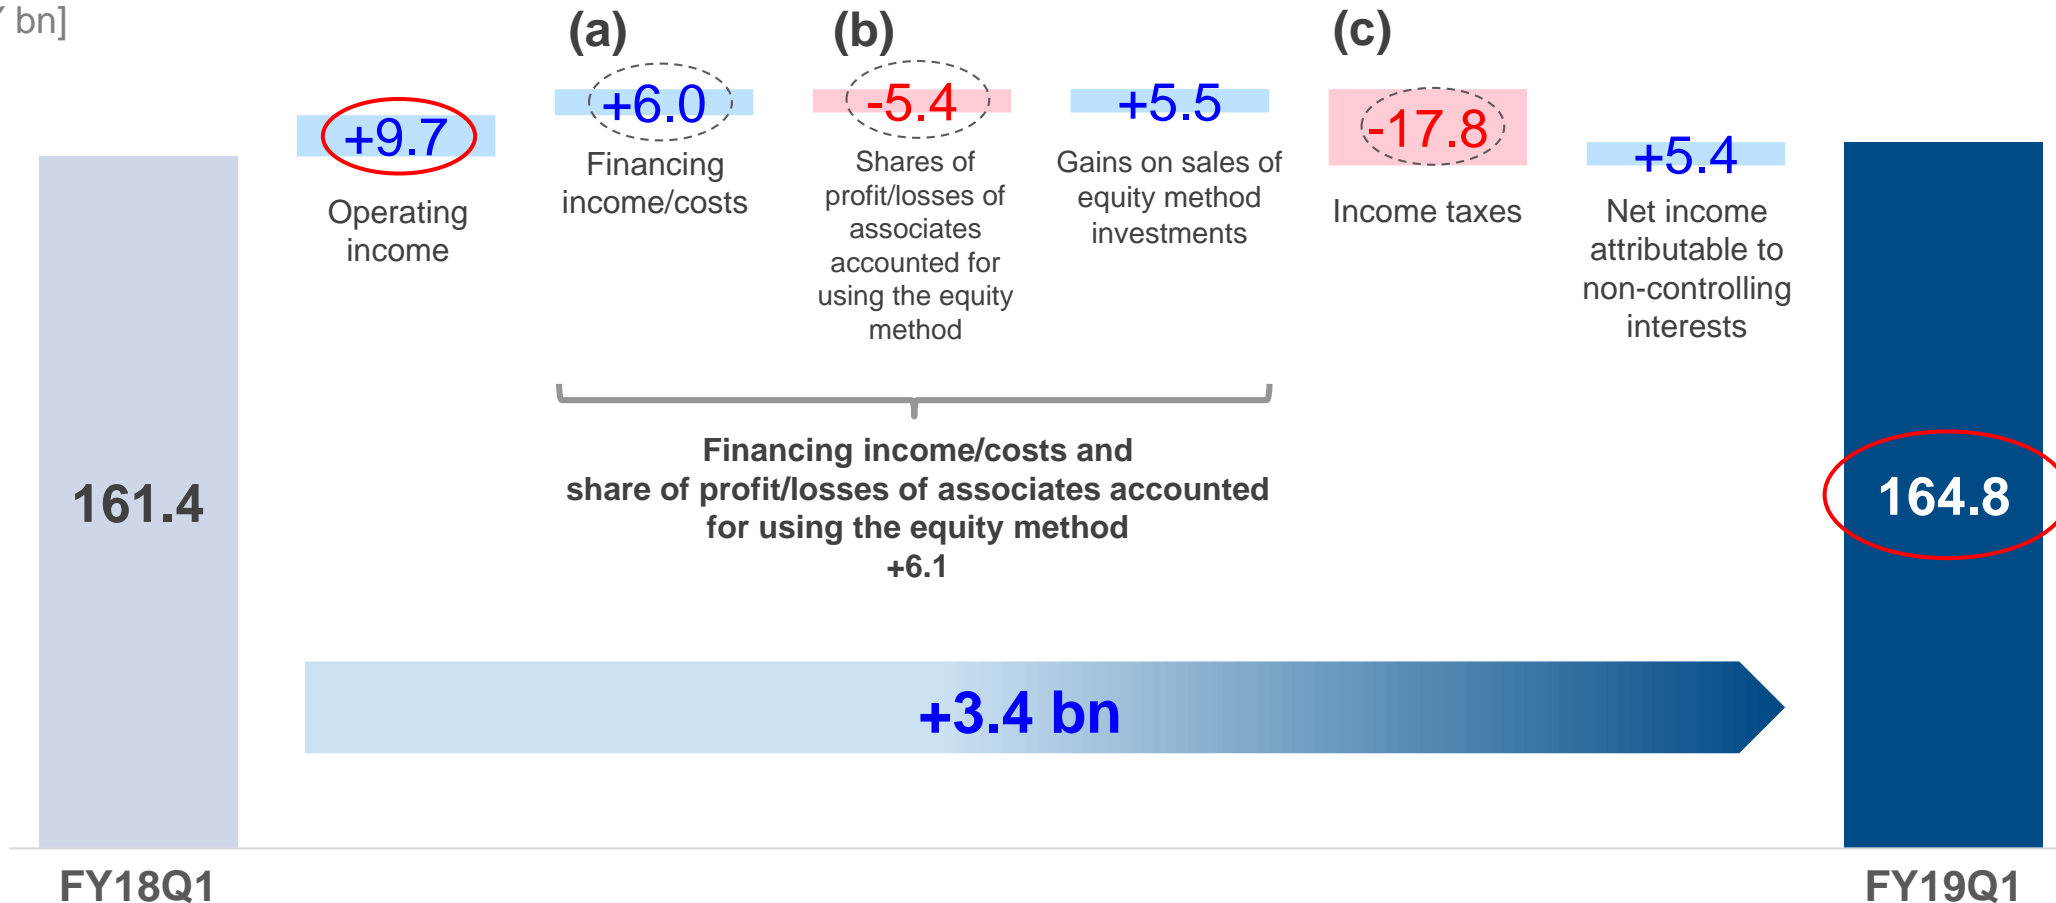 bn]
(a)
(b)
(c)
+9.7
Operating
income
+6.0
Financing
income/costs
-5.4
Shares of
profit/losses of
associates
accounted for
using the equity
method
+5.5
Gains on sales of
equity method
investments
-17.8
Income taxes
+5.4
Net income
attributable to
non-controlling
interests
Financing income/costs and
share of profit/losses of associates accounted
for using the equity method
+6.1
161.4
164.8
+3.4 bn
FY18Q1
FY19Q1